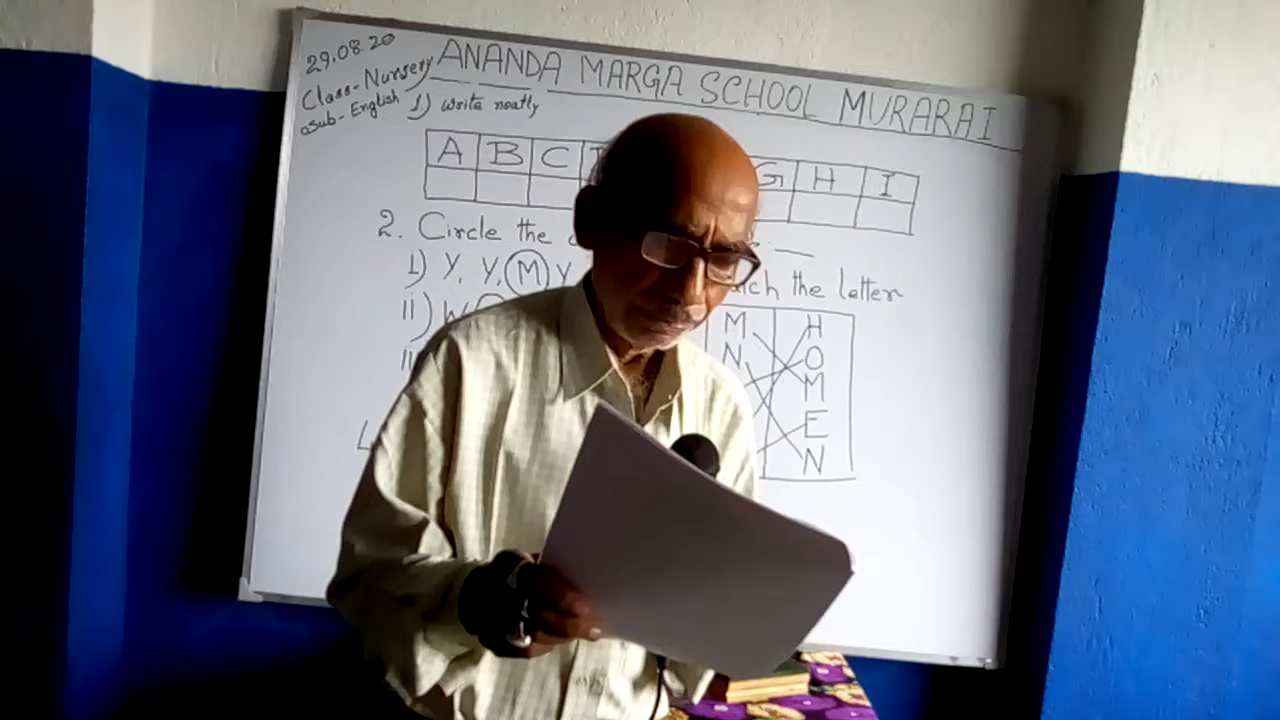 29.08.20
Class-Nursery
Sub-English
ANANDA MARGA SCHOOL MURARAI
1) write neatly
A B C G H I
2. Circle the
i) Y, Y, M Y
the letter
ii) W
M H
N O
M
E
N